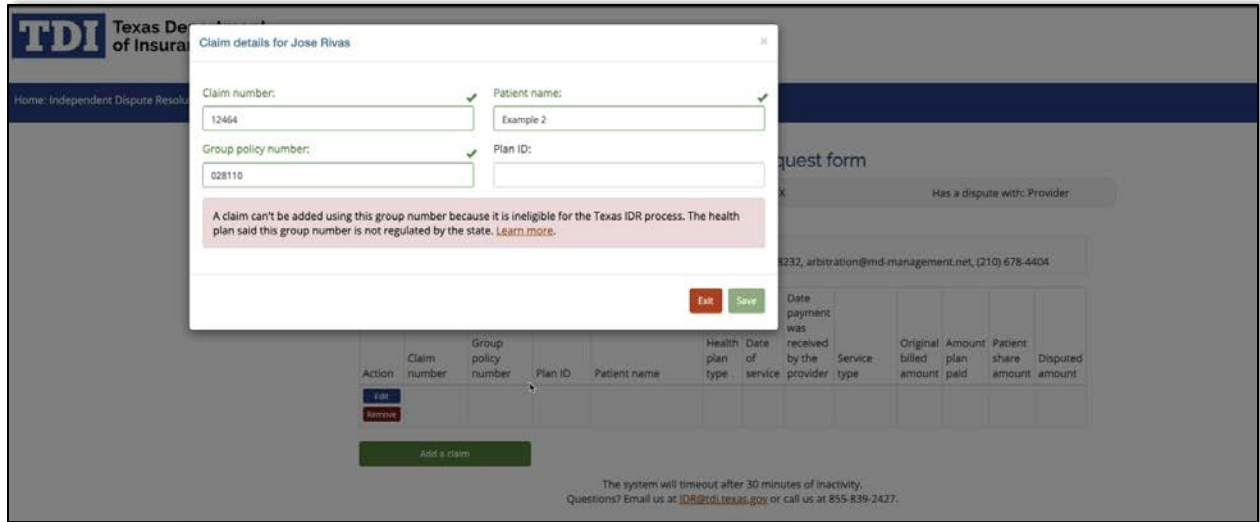 TDI
Texas De
of Insura
Claim details for Jose Rivas
×
Home: Independent Dispute Resolu
Claim number:
Patient name:
12464
Example 2
Group policy number:
Plan ID:
028110
quest form
X
Has a dispute with: Provider
A claim can't be added using this group number because it is ineligible for the Texas IDR process. The health
plan said this group number is not regulated by the state. Learn more.
8232, arbitration@md-management.net, (210) 678-4404
Exit
Save
Action
Claim number
Group policy number
Plan ID
Patient name
Health plan type
Date of service
Date payment was received by the provider
Service type
Original billed amount
Amount plan paid
Patient share amount
Disputed amount
Edit
Remove
Add a claim
The system will timeout after 30 minutes of inactivity.
Questions? Email us at IDR@tdi.texas.gov or call us at 855-839-2427.